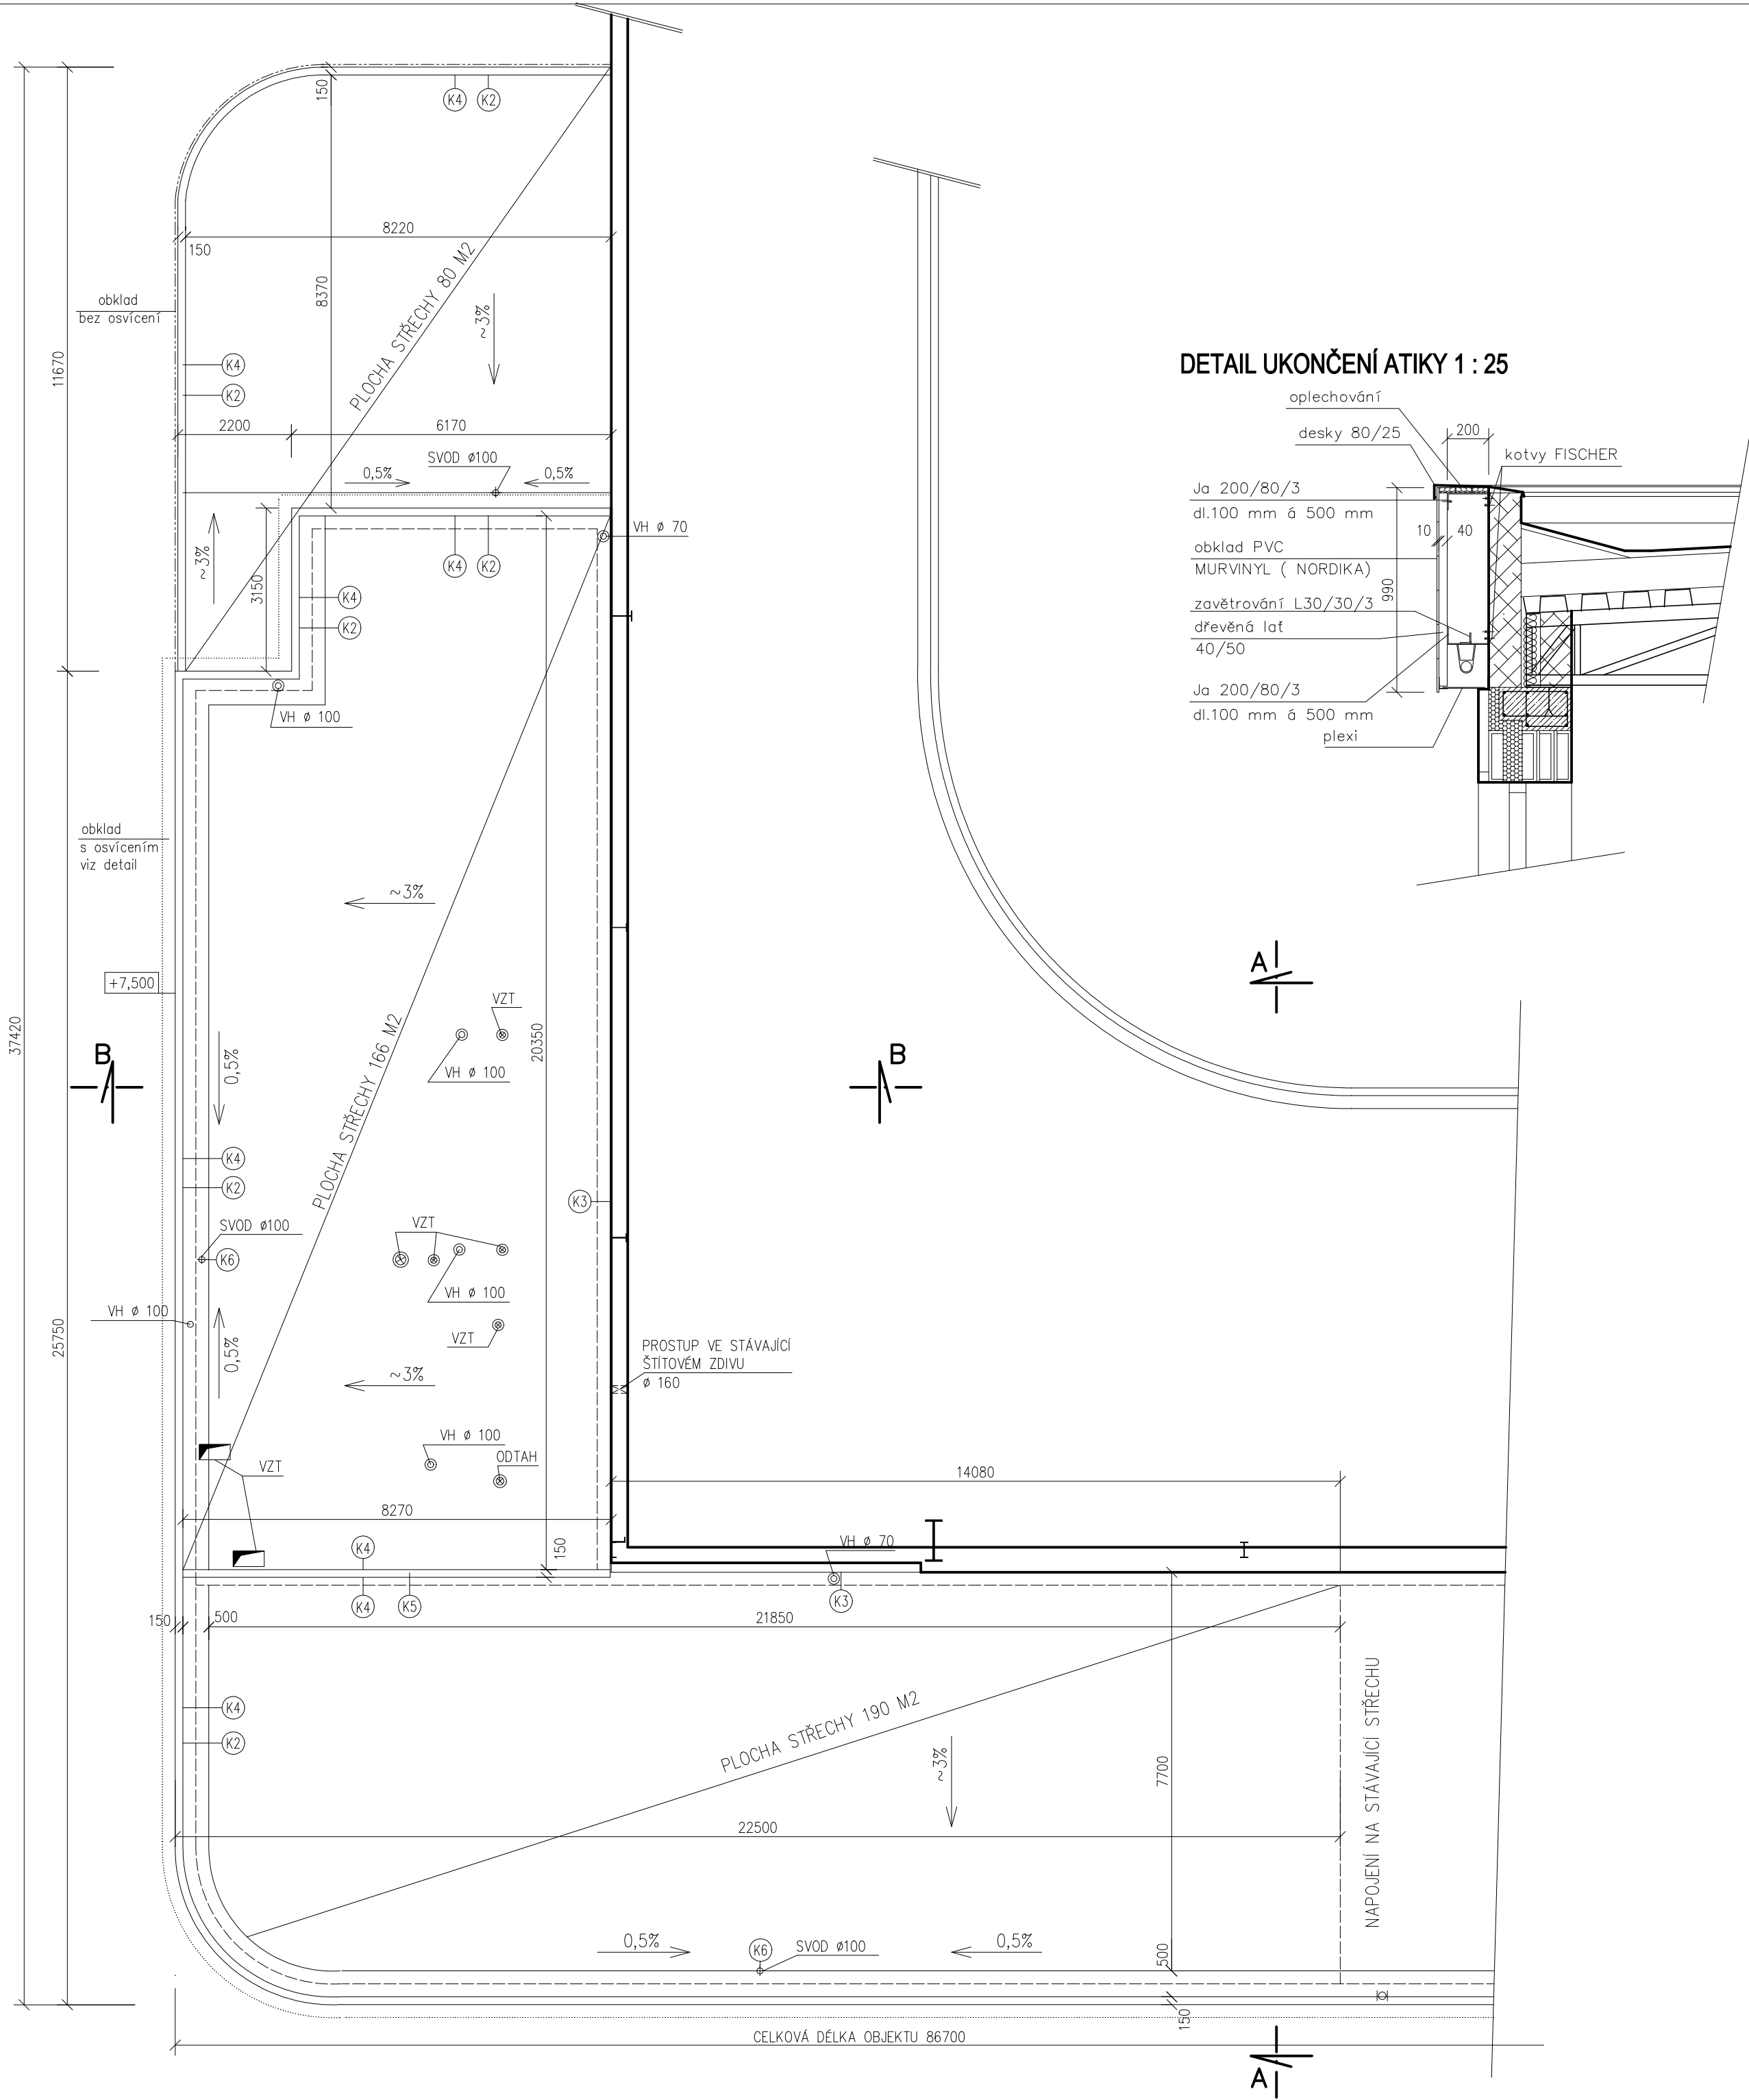 150
K4
K2
8220
150
PLOCHA STŘECHY 80 M2
8370
~3%
obklad
bez osvícení
11670
K4
K2
2200
6170
SVOD ø100
0,5%
0,5%
~3%
3150
VH ø 70
K4
K2
K4
K2
VH ø 100
obklad
s osvícením
viz detail
~3%
+7,500
37420
B
0,5%
VZT
VH ø 100
20350
B
PLOCHA STŘECHY 166 M2
K4
K2
K3
SVOD ø100
K6
VZT
VH ø 100
VH ø 100
25750
0,5%
VZT
~3%
PROSTUP VE STÁVAJÍCÍ
ŠTÍTOVÉM ZDIVU
ø 160
VH ø 100
ODTAH
VZT
14080
8270
K4
150
VH ø 70
K4
K5
K3
150
500
21850
K4
K2
PLOCHA STŘECHY 190 M2
~3%
7700
NAPOJENÍ NA STÁVAJÍCÍ STŘECHU
22500
0,5%
K6
SVOD ø100
0,5%
500
150
CELKOVÁ DÉLKA OBJEKTU 86700
A
A
DETAIL UKONČENÍ ATIKY 1 : 25
oplechování
desky 80/25
200
kotvy FISCHER
Ja 200/80/3
dl.100 mm á 500 mm
10
40
obklad PVC
MURVINYL ( NORDIKA)
990
zavětrování L30/30/3
dřevěná lať
40/50
Ja 200/80/3
dl.100 mm á 500 mm
plexi